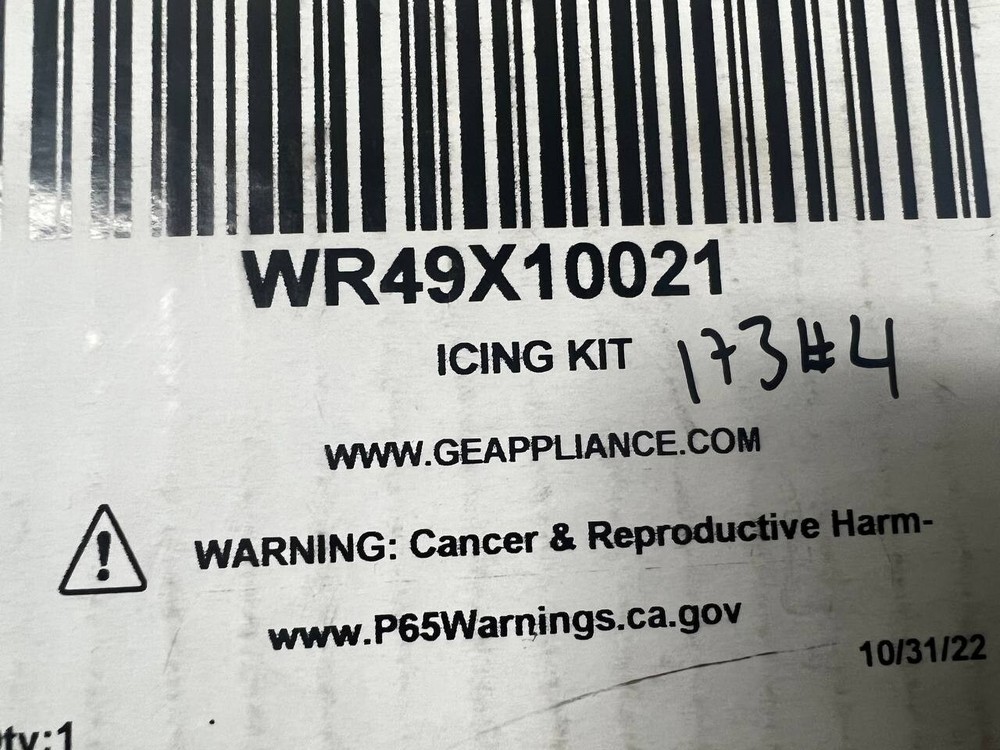 WR49X10021
ICING KIT 173#4
WWW.GEAPPLIANCE.COM
WARNING: Cancer & Reproductive Harm-
www.P65Warnings.ca.gov
10/31/22
ty:1